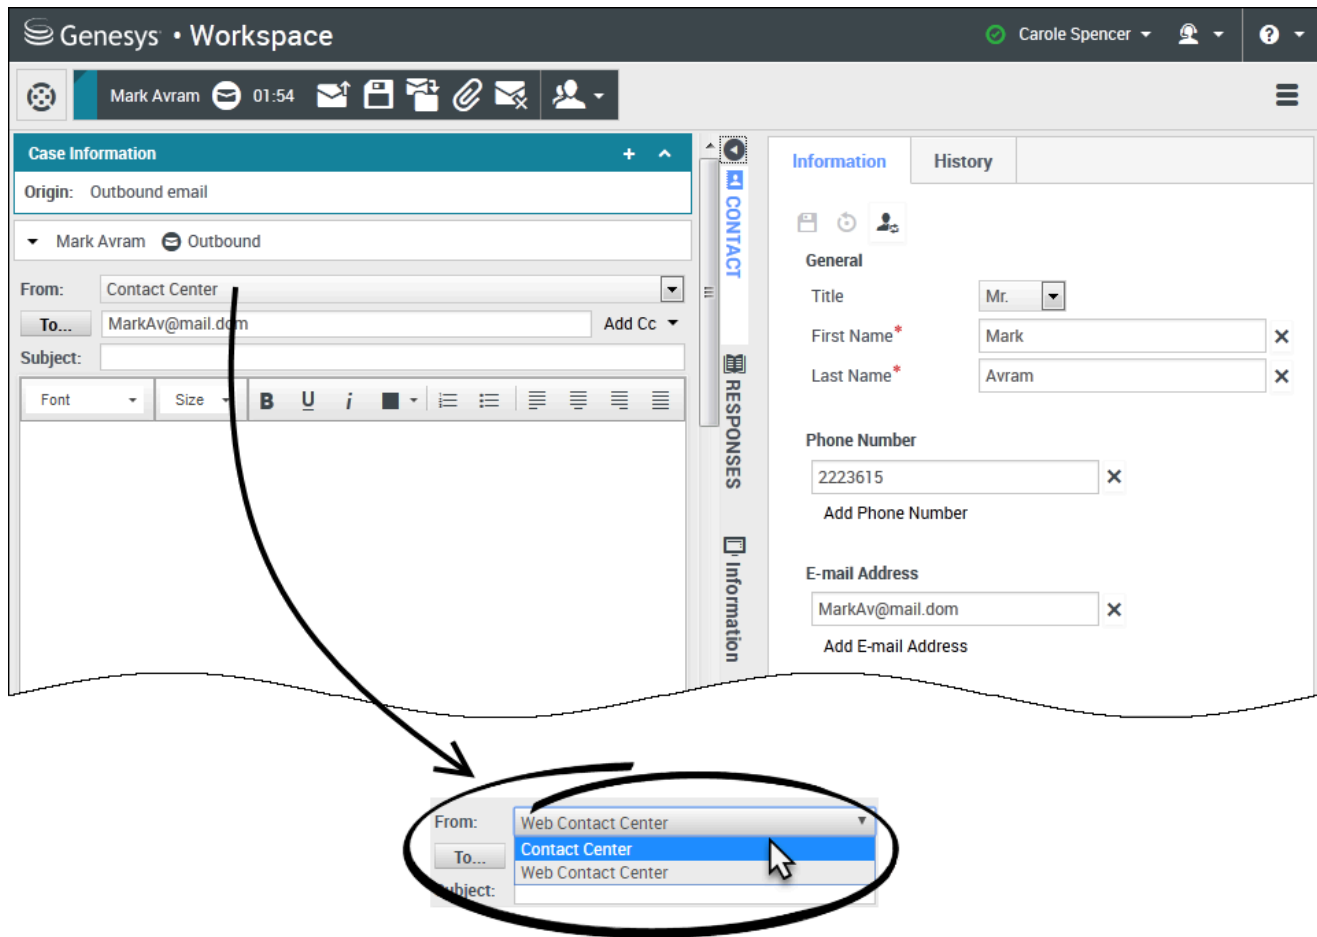 Genesys • Workspace
Carole Spencer
Mark Avram 01:54
Case Information
Origin: Outbound email
Mark Avram Outbound
From: Contact Center
To... MarkAv@mail.dom Add Cc
Subject:
Font Size B U i
CONTACT
RESPONSES
Information
Information History
General
Title Mr.
First Name* Mark
Last Name* Avram
Phone Number
2223615
Add Phone Number
E-mail Address
MarkAv@mail.dom
Add E-mail Address
From: Web Contact Center
To... Contact Center
Web Contact Center
Subject: